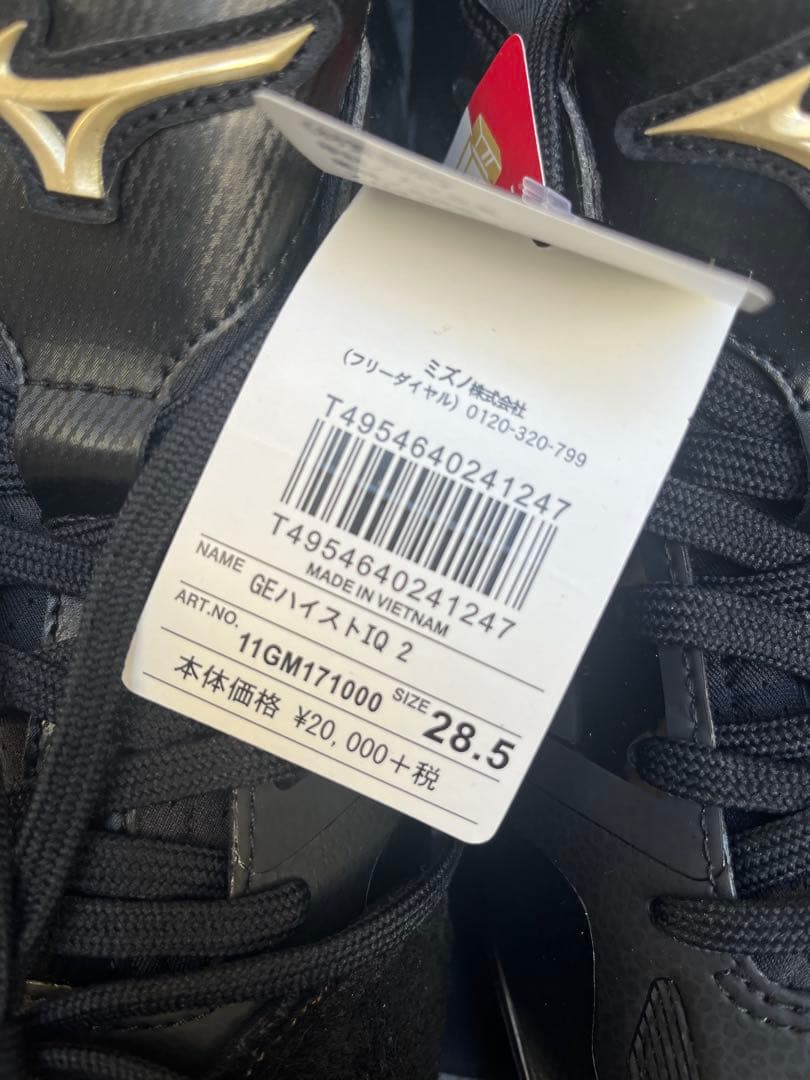 ミズノ株式会社
(フリーダイヤル) 0120-320-799
T4954640241247
T4954640241247
MADE IN VIETNAM
NAME GEハイストIQ 2
ART.NO. 11GM171000 SIZE 28.5
本体価格 ¥20,000+税